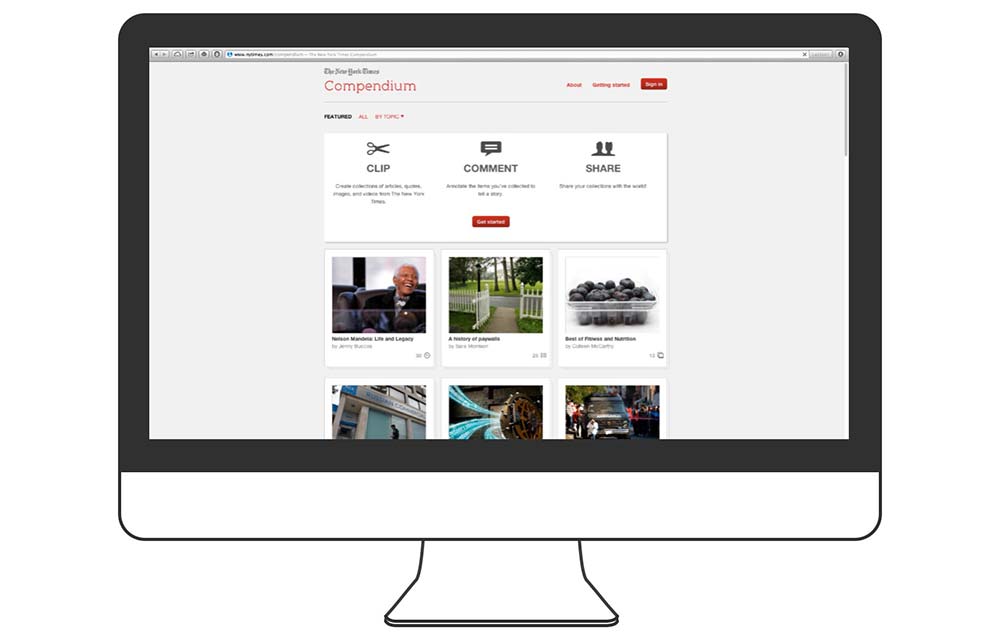 www.nytimes.com/compendium — The New York Times Compendium
The New York Times
Compendium
About Getting started Sign in
FEATURED ALL BY TOPIC
CLIP COMMENT SHARE
Create collections of articles, quotes,
images, and videos from The New York
Times.
Annotate the items you've collected to
tell a story.
Share your collections with the world!
Get started
Nelson Mandela: Life and Legacy
by Jenny
30
A history of paywalls
by Sara Morrison
Best of Fitness and Nutrition
by Colleen McCarthy